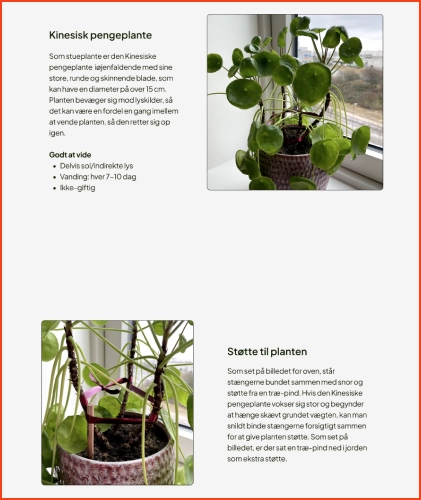 Kinesisk pengeplante
Som stueplante er den Kinesiske
pengeplante iøjenfaldende med sine
store, runde og skinnende blade, som
kan have en diameter på over 15 cm.
Planten bevæger sig mod lyskilder, så
det kan være en fordel en gang imellem
at vende planten, så den retter sig op
igen.
Godt at vide
• Delvis sol/indirekte lys
• Vanding: hver 7-10 dag
• Ikke-giftig
Støtte til planten
Som set på billedet for oven, står
stængerne bundet sammen med snor og
støtte fra en træ-pind. Hvis den Kinesiske
pengeplante vokser sig stor og begynder
at hænge skævt grundet vægten, kan man
snildt binde stængerne forsigtigt sammen
for at give planten støtte. Som set på
billedet, er der sat en træ-pind ned i jorden
som ekstra støtte.